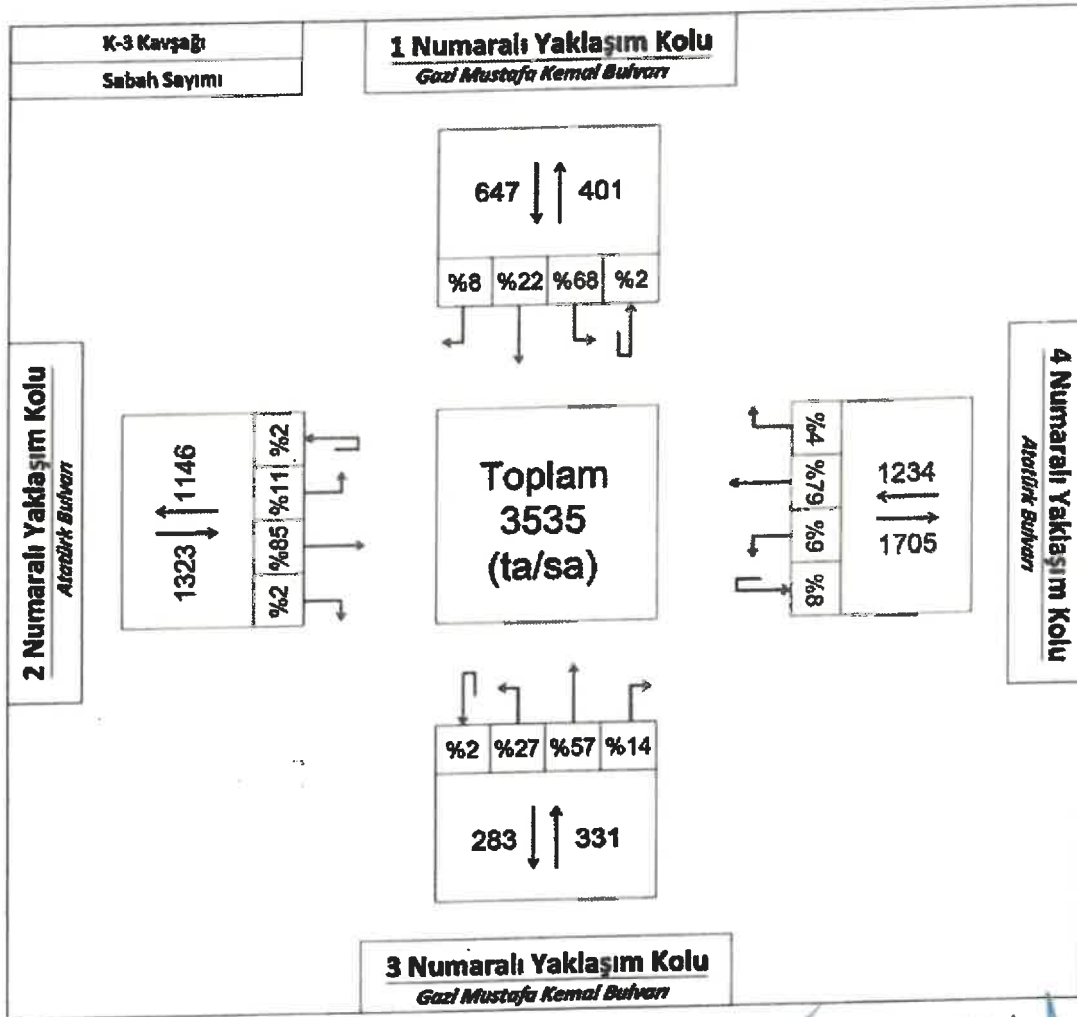 K-3 Kavşağı
Sabah Sayımı
1 Numaralı Yaklaşım Kolu
Gazi Mustafa Kemal Bulvarı
647 401
%8 %22 %68 %2
2 Numaralı Yaklaşım Kolu
Atatürk Bulvarı
1146
1323
%2
%11
%85
%2
Toplam
3535
(ta/sa)
%4
%79
%9
%8
1234
1705
4 Numaralı Yaklaşım Kolu
Atatürk Bulvarı
%2 %27 %57 %14
283 331
3 Numaralı Yaklaşım Kolu
Gazi Mustafa Kemal Bulvarı